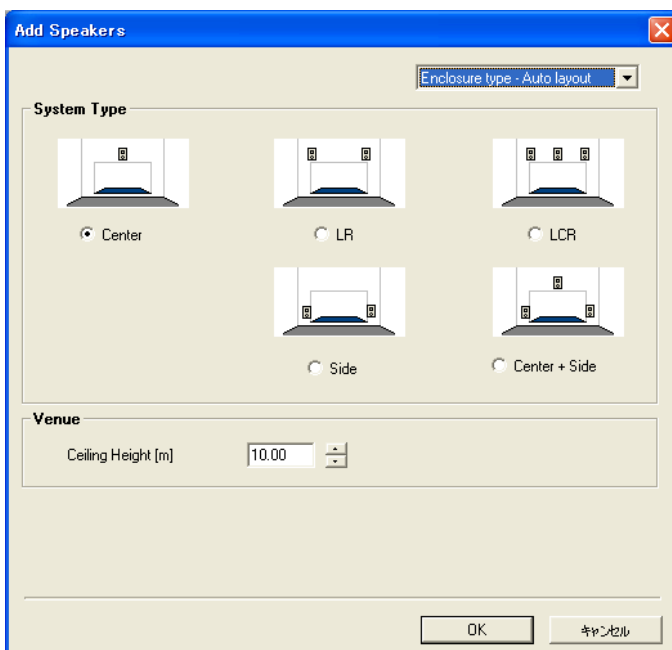 Add Speakers
Enclosure type - Auto layout
System Type
Center
LR
LCR
Side
Center + Side
Venue
Ceiling Height [m]
10.00
OK
キャンセル